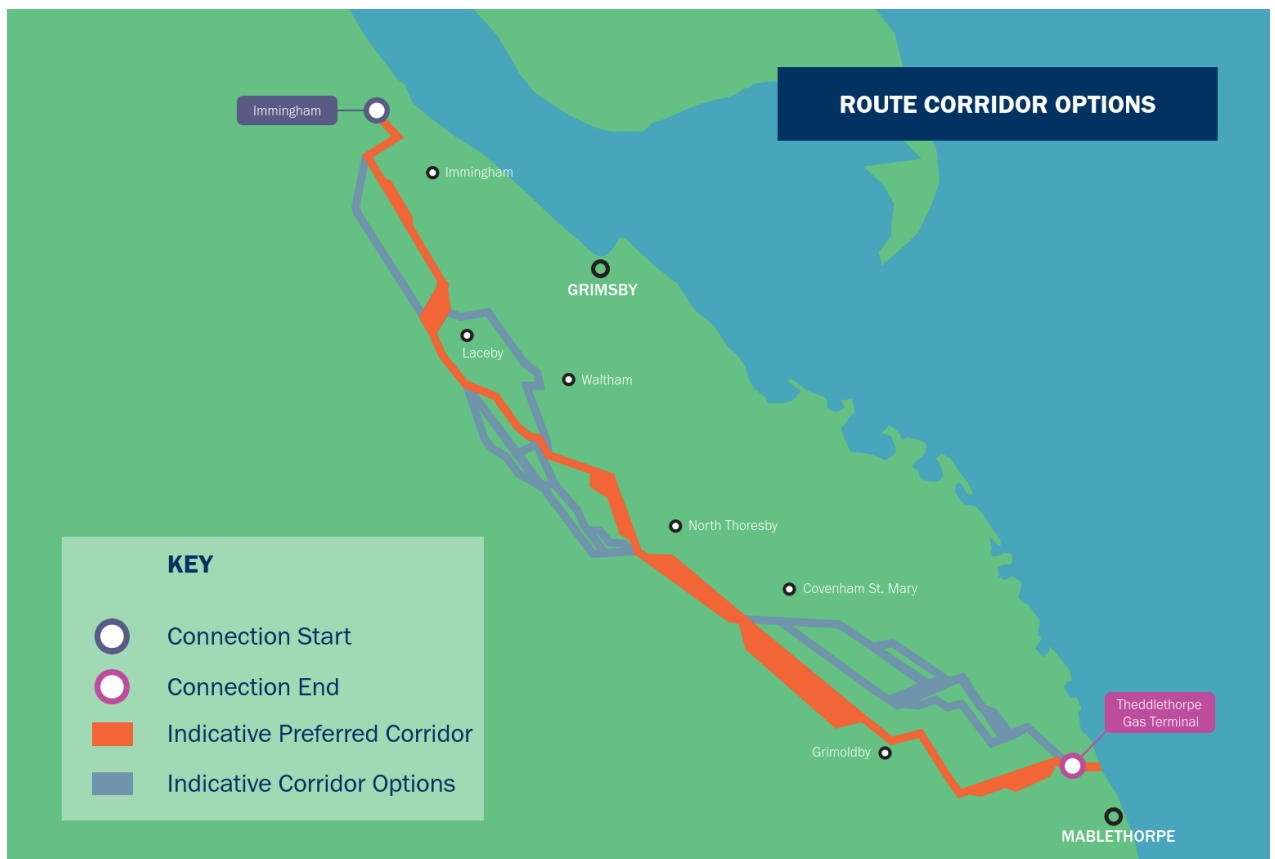 ROUTE CORRIDOR OPTIONS
Immingham
Immingham
GRIMSBY
Laceby
Waltham
North Thoresby
Covenham St. Mary
Theddlethorpe
Gas Terminal
Grimoldby
MABLETHORPE
KEY
Connection Start
Connection End
Indicative Preferred Corridor
Indicative Corridor Options